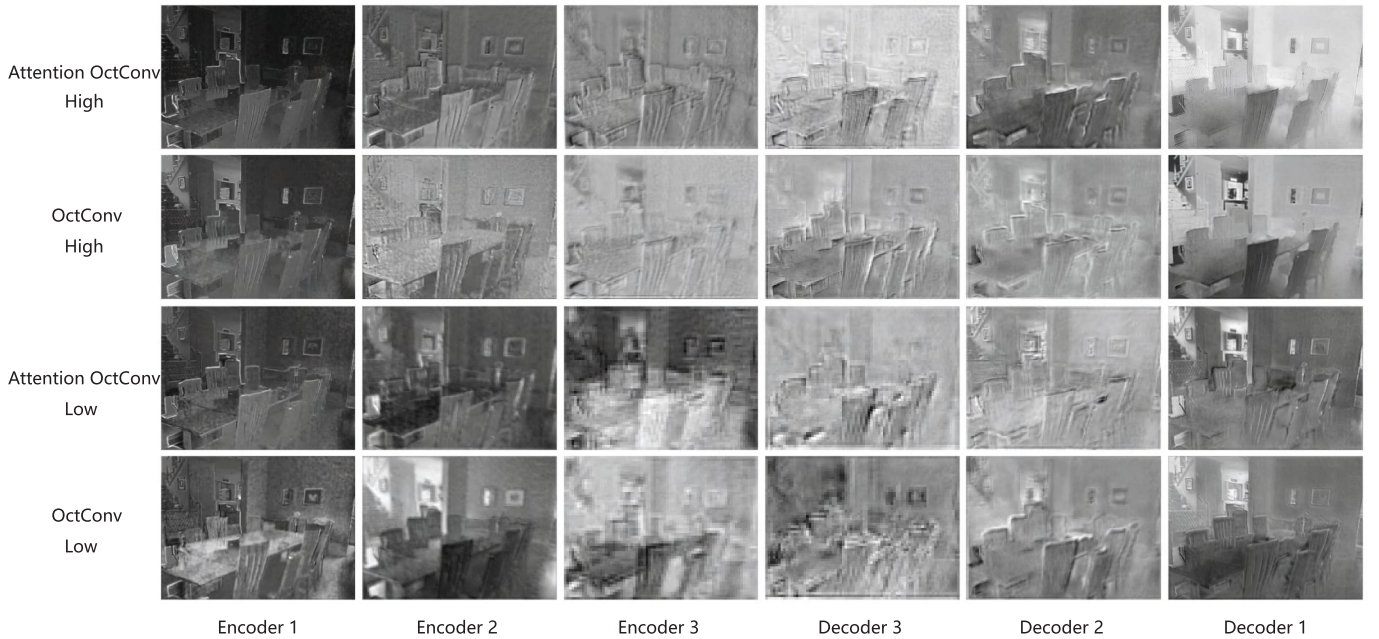 Attention OctConv
High
OctConv
High
Attention OctConv
Low
OctConv
Low
Encoder 1
Encoder 2
Encoder 3
Decoder 3
Decoder 2
Decoder 1